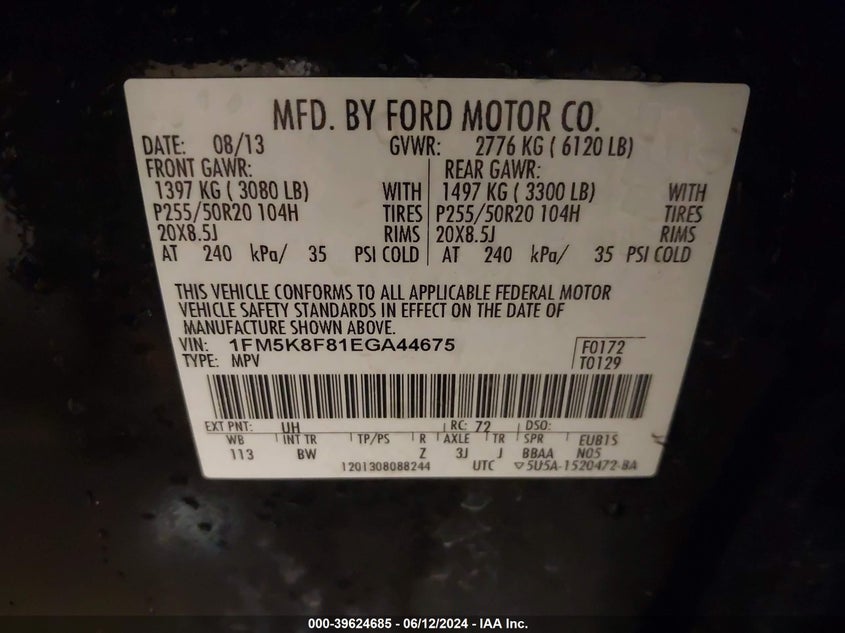 MFD. BY FORD MOTOR CO.
DATE: 08/13 GVWR: 2776 KG ( 6120 LB)
FRONT GAWR: REAR GAWR:
1397 KG ( 3080 LB) WITH 1497 KG ( 3300 LB) WITH
P255/50R20 104H TIRES P255/50R20 104H TIRES
20X8.5J RIMS 20X8.5J RIMS
AT 240 kPa/ 35 PSI COLD AT 240 kPa/ 35 PSI COLD
THIS VEHICLE CONFORMS TO ALL APPLICABLE FEDERAL MOTOR
VEHICLE SAFETY STANDARDS IN EFFECT ON THE DATE OF
MANUFACTURE SHOWN ABOVE.
VIN: 1FM5K8F81EGA44675 F0172
TYPE: MPV T0129
EXT PNT: UH RC: 72 DSO:
WB INT TR TP/PS R AXLE TR SPR EUB1S
113 BW Z 3J J BBAA N05
1201308088244 UTC ▽5U5A-1520472-BA
000-39624685 - 06/12/2024 - IAA Inc.